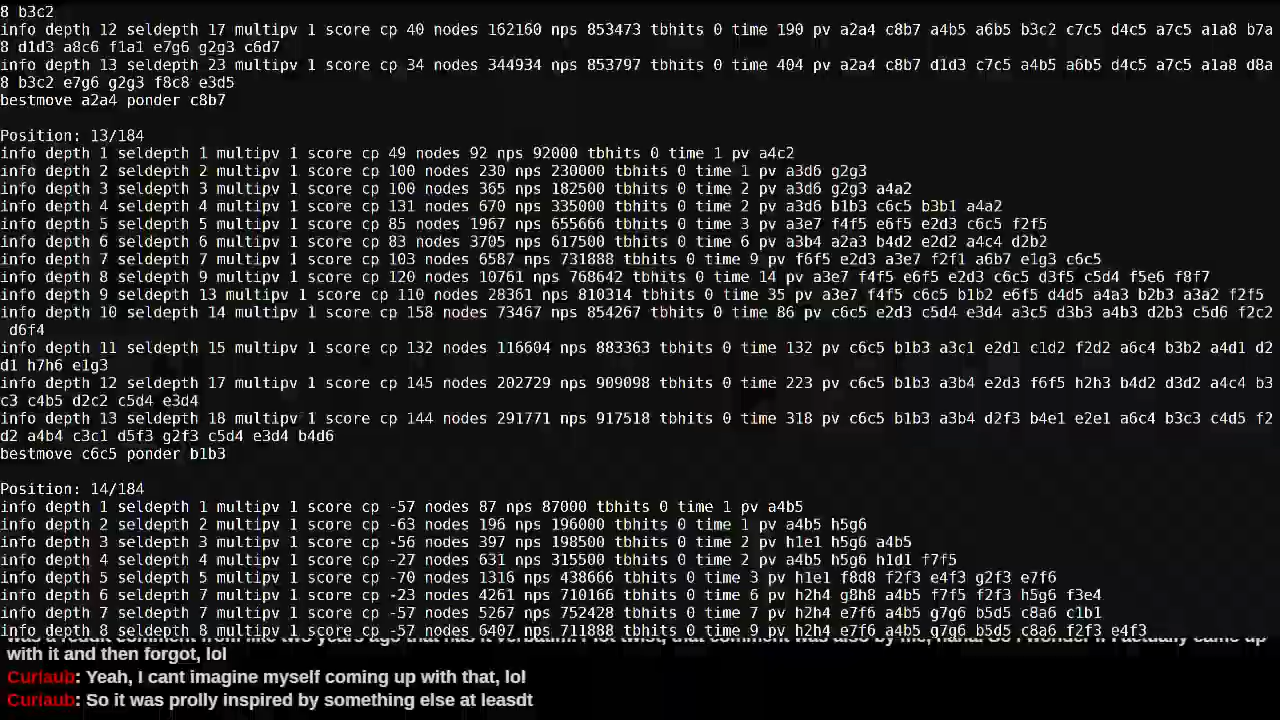 8 b3c2
info depth 12 seldepth 17 multipv 1 score cp 40 nodes 162160 nps 853473 tbhits 0 time 190 pv a2a4 c8b7 a4b5 a6b5 b3c2 c7c5 d4c5 a7c5 a1a8 b7a
8 d1d3 a8c6 f1a1 e7g6 g2g3 c6d7
info depth 13 seldepth 23 multipv 1 score cp 34 nodes 344934 nps 853797 tbhits 0 time 404 pv a2a4 c8b7 d1d3 c7c5 a4b5 a6b5 d4c5 a7c5 a1a8 d8a
8 b3c2 e7g6 g2g3 f8c8 e3d5
bestmove a2a4 ponder c8b7
Position: 13/184
info depth 1 seldepth 1 multipv 1 score cp 49 nodes 92 nps 92000 tbhits 0 time 1 pv a4c2
info depth 2 seldepth 2 multipv 1 score cp 100 nodes 230 nps 230000 tbhits 0 time 1 pv a3d6 g2g3
info depth 3 seldepth 3 multipv 1 score cp 100 nodes 365 nps 182500 tbhits 0 time 2 pv a3d6 g2g3 a4a2
info depth 4 seldepth 4 multipv 1 score cp 131 nodes 670 nps 335000 tbhits 0 time 2 pv a3d6 b1b3 c6c5 b3b1 a4a2
info depth 5 seldepth 5 multipv 1 score cp 85 nodes 1967 nps 655666 tbhits 0 time 3 pv a3e7 f4f5 e6f5 e2d3 c6c5 f2f5
info depth 6 seldepth 6 multipv 1 score cp 83 nodes 3705 nps 617500 tbhits 0 time 6 pv a3b4 a2a3 b4d2 e2d2 a4c4 d2b2
info depth 7 seldepth 7 multipv 1 score cp 103 nodes 6587 nps 731888 tbhits 0 time 9 pv f6f5 e2d3 a3e7 f2f1 a6b7 e1g3 c6c5
info depth 8 seldepth 9 multipv 1 score cp 120 nodes 10761 nps 768642 tbhits 0 time 14 pv a3e7 f4f5 e6f5 e2d3 c6c5 d3f5 c5d4 f5e6 f8f7
info depth 9 seldepth 13 multipv 1 score cp 110 nodes 28361 nps 810314 tbhits 0 time 35 pv a3e7 f4f5 c6c5 b1b2 e6f5 d4d5 a4a3 b2b3 a3a2 f2f5
info depth 10 seldepth 14 multipv 1 score cp 158 nodes 73467 nps 854267 tbhits 0 time 86 pv c6c5 e2d3 c5d4 e3d4 a3c5 d3b3 a4b3 d2b3 c5d6 f2c2
d6f4
info depth 11 seldepth 15 multipv 1 score cp 132 nodes 116604 nps 883363 tbhits 0 time 132 pv c6c5 b1b3 a3c1 e2d1 c1d2 f2d2 a6c4 b3b2 a4d1 d2
d1 h7h6 e1g3
info depth 12 seldepth 17 multipv 1 score cp 145 nodes 202729 nps 909098 tbhits 0 time 223 pv c6c5 b1b3 a3b4 e2d3 f6f5 h2h3 b4d2 d3d2 a4c4 b3
c3 c4b5 d2c2 c5d4 e3d4
info depth 13 seldepth 18 multipv 1 score cp 144 nodes 291771 nps 917518 tbhits 0 time 318 pv c6c5 b1b3 a3b4 d2f3 b4e1 e2e1 a6c4 b3c3 c4d5 f2
d2 a4b4 c3c1 d5f3 g2f3 c5d4 e3d4 b4d6
bestmove c6c5 ponder b1b3
Position: 14/184
info depth 1 seldepth 1 multipv 1 score cp -57 nodes 87 nps 87000 tbhits 0 time 1 pv a4b5
info depth 2 seldepth 2 multipv 1 score cp -63 nodes 196 nps 196000 tbhits 0 time 1 pv a4b5 h5g6
info depth 3 seldepth 3 multipv 1 score cp -56 nodes 397 nps 198500 tbhits 0 time 2 pv h1e1 h5g6 a4b5
info depth 4 seldepth 4 multipv 1 score cp -27 nodes 631 nps 315500 tbhits 0 time 2 pv a4b5 h5g6 h1d1 f7f5
info depth 5 seldepth 5 multipv 1 score cp -70 nodes 1316 nps 438666 tbhits 0 time 3 pv h1e1 f8d8 f2f3 e4f3 g2f3 e7f6
info depth 6 seldepth 7 multipv 1 score cp -23 nodes 4261 nps 710166 tbhits 0 time 6 pv h2h4 g8h8 a4b5 f7f5 f2f3 h5g6 f3e4
info depth 7 seldepth 7 multipv 1 score cp -57 nodes 5267 nps 752428 tbhits 0 time 7 pv h2h4 e7f6 a4b5 g7g6 b5d5 c8a6 c1b1
info depth 8 seldepth 8 multipv 1 score cp -57 nodes 6407 nps 711888 tbhits 0 time 9 pv h2h4 e7f6 a4b5 g7g6 b5d5 c8a6 f2f3 e4f3
with it and then forgot, lol
Curlaub: Yeah, I cant imagine myself coming up with that, lol
Curlaub: So it was prolly inspired by something else at leasdt